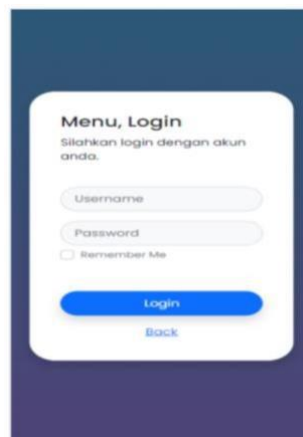 Menu, Login
Silahkan login dengan akun
anda.
Username
Password
Remember Me
Login
Back